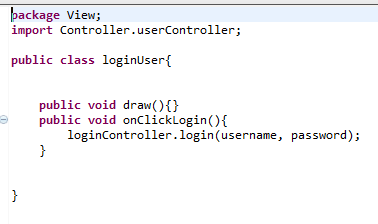 package View;
import Controller.userController;
public class loginUser{
public void draw(){}
public void onClickLogin(){
loginController.login(username, password);
}
}